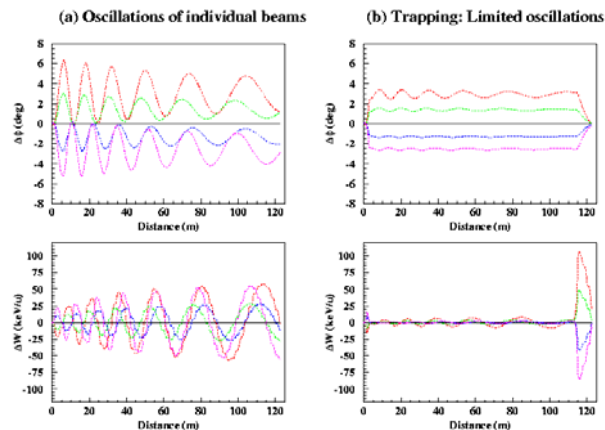 (a) Oscillations of individual beams
(b) Trapping: Limited oscillations
Δϕ (deg)
8
6
4
2
0
-2
-4
-6
-8
0 20 40 60 80 100 120
Distance (m)
Δϕ (deg)
8
6
4
2
0
-2
-4
-6
-8
0 20 40 60 80 100 120
Distance (m)
ΔW (keV/u)
100
75
50
25
0
-25
-50
-75
-100
0 20 40 60 80 100 120
Distance (m)
ΔW (keV/u)
100
75
50
25
0
-25
-50
-75
-100
0 20 40 60 80 100 120
Distance (m)